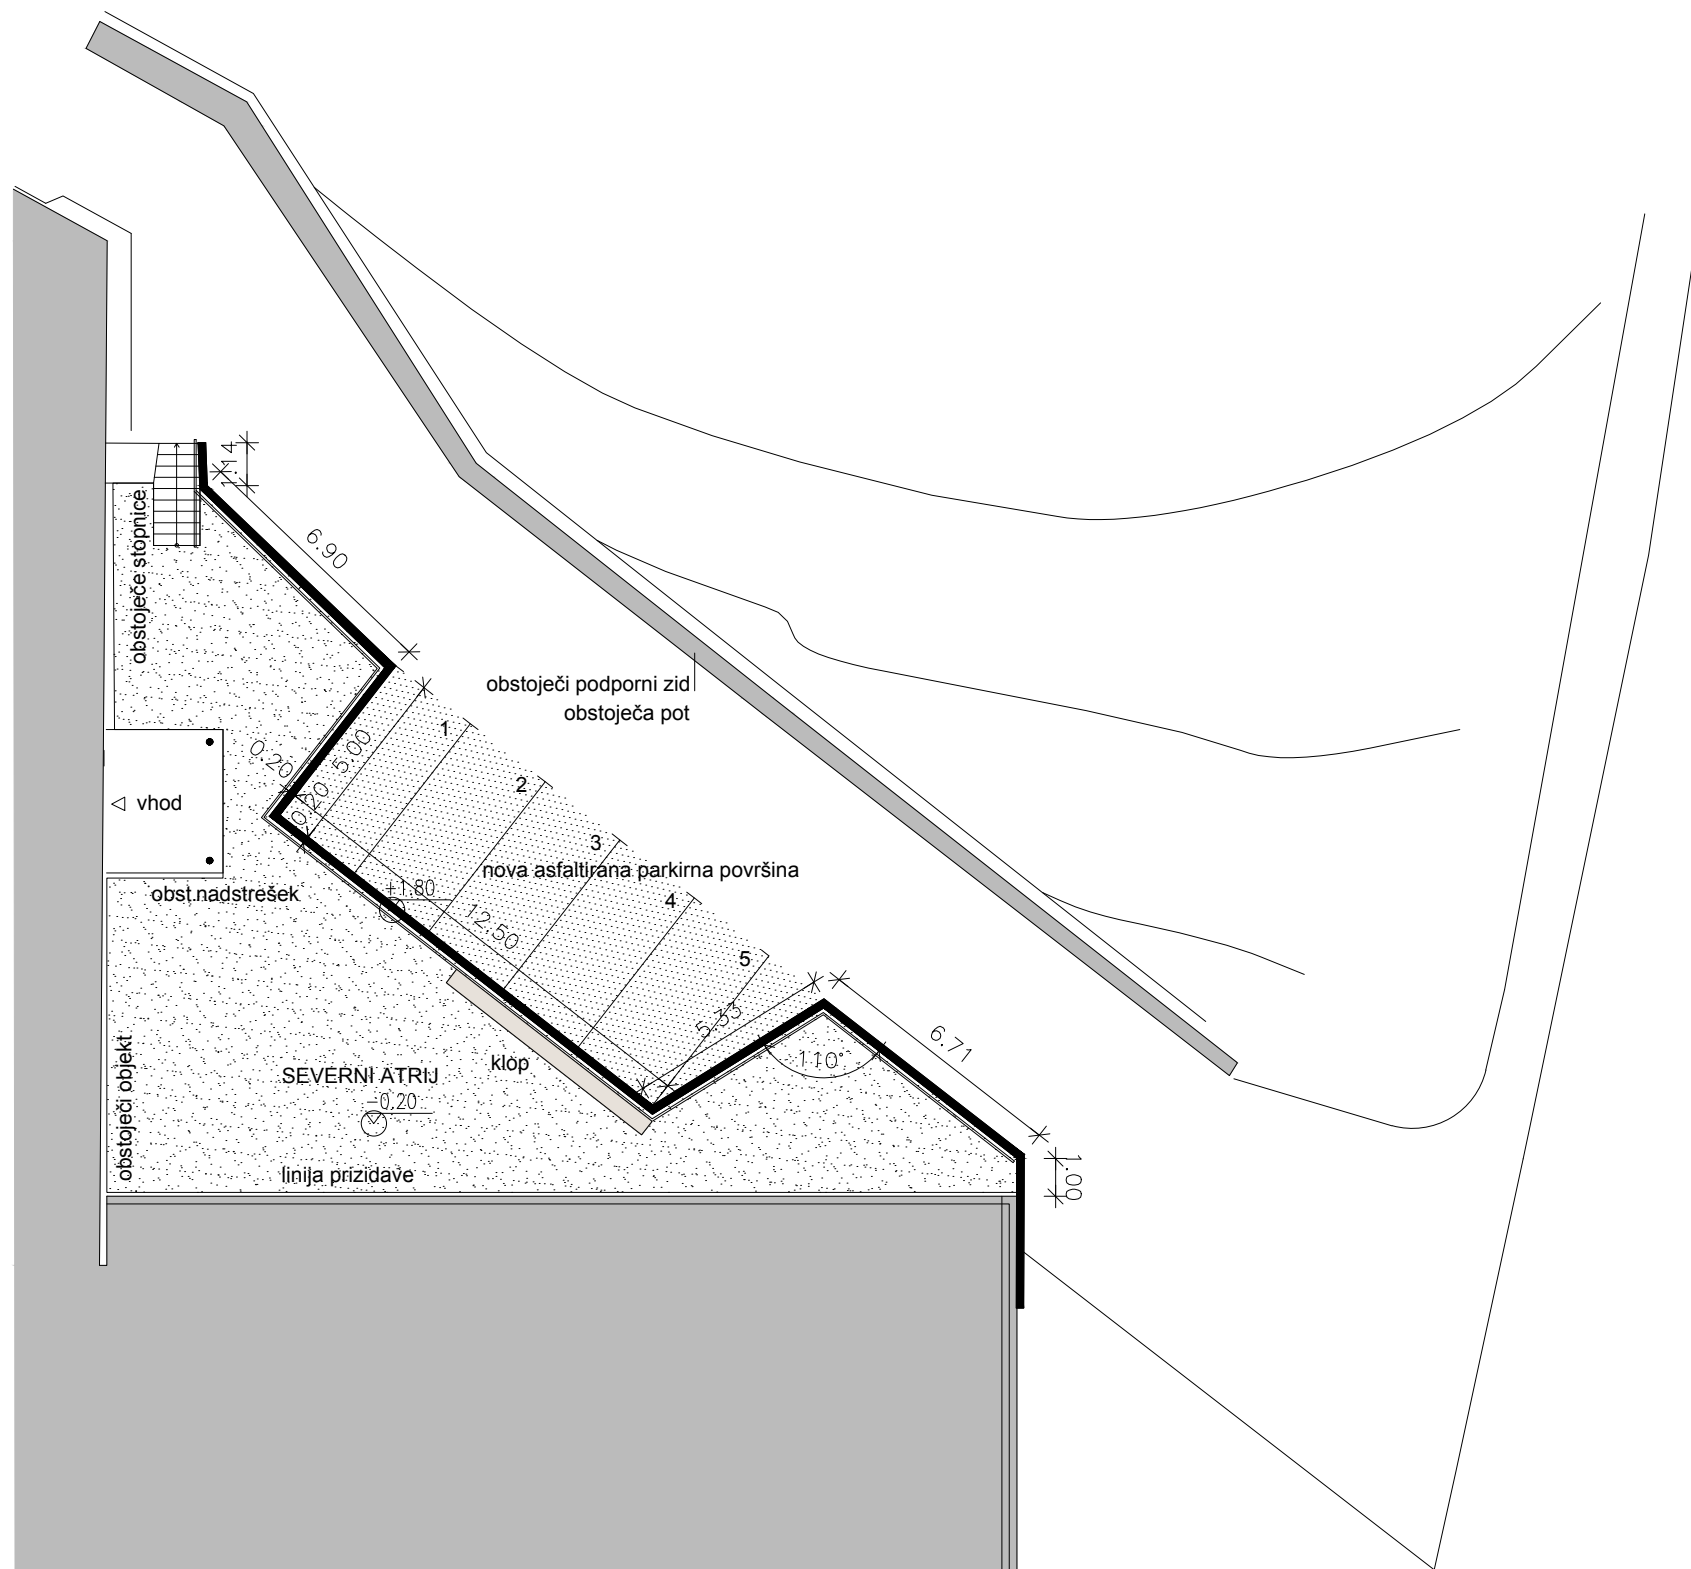 1.14
obstoječe stopnice
6.90
obstoječi podporni zid
obstoječa pot
1
0.20
5.00
2
vhod
0.20
3
nova asfaltirana parkirna površina
obst.nadstrešek
+1.80
4
12.50
5
5.33
6.71
110°
klop
SEVERNI ATRIJ
-0,20
obstoječi objekt
linija prizidave
1.00